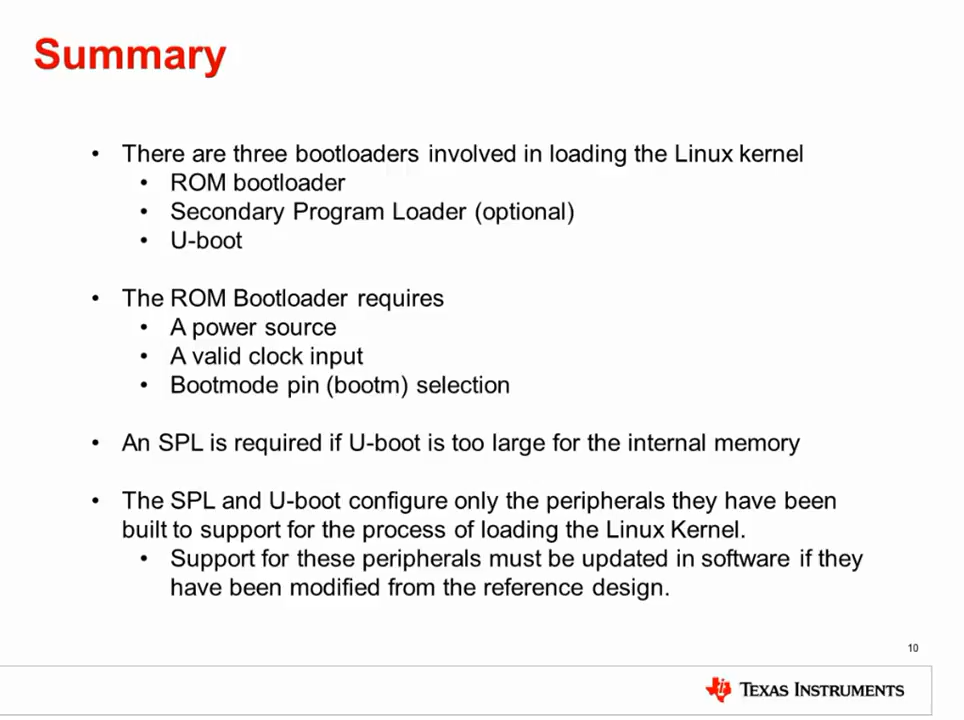 Summary
• There are three bootloaders involved in loading the Linux kernel
• ROM bootloader
• Secondary Program Loader (optional)
• U-boot
• The ROM Bootloader requires
• A power source
• A valid clock input
• Bootmode pin (bootm) selection
• An SPL is required if U-boot is too large for the internal memory
• The SPL and U-boot configure only the peripherals they have been
built to support for the process of loading the Linux Kernel.
• Support for these peripherals must be updated in software if they
have been modified from the reference design.
10
TEXAS INSTRUMENTS